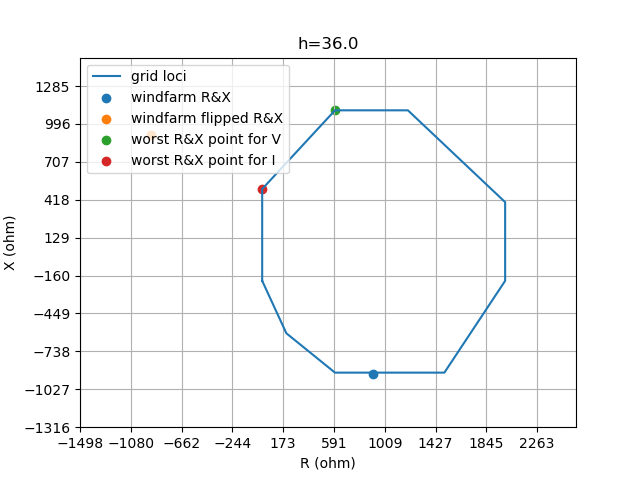 h=36.0
grid loci
windfarm R&X
windfarm flipped R&X
worst R&X point for V
worst R&X point for I
X (ohm)
1285
996
707
418
129
−160
−449
−738
−1027
−1316
−1498 −1080 −662 −244 173 591 1009 1427 1845 2263
R (ohm)